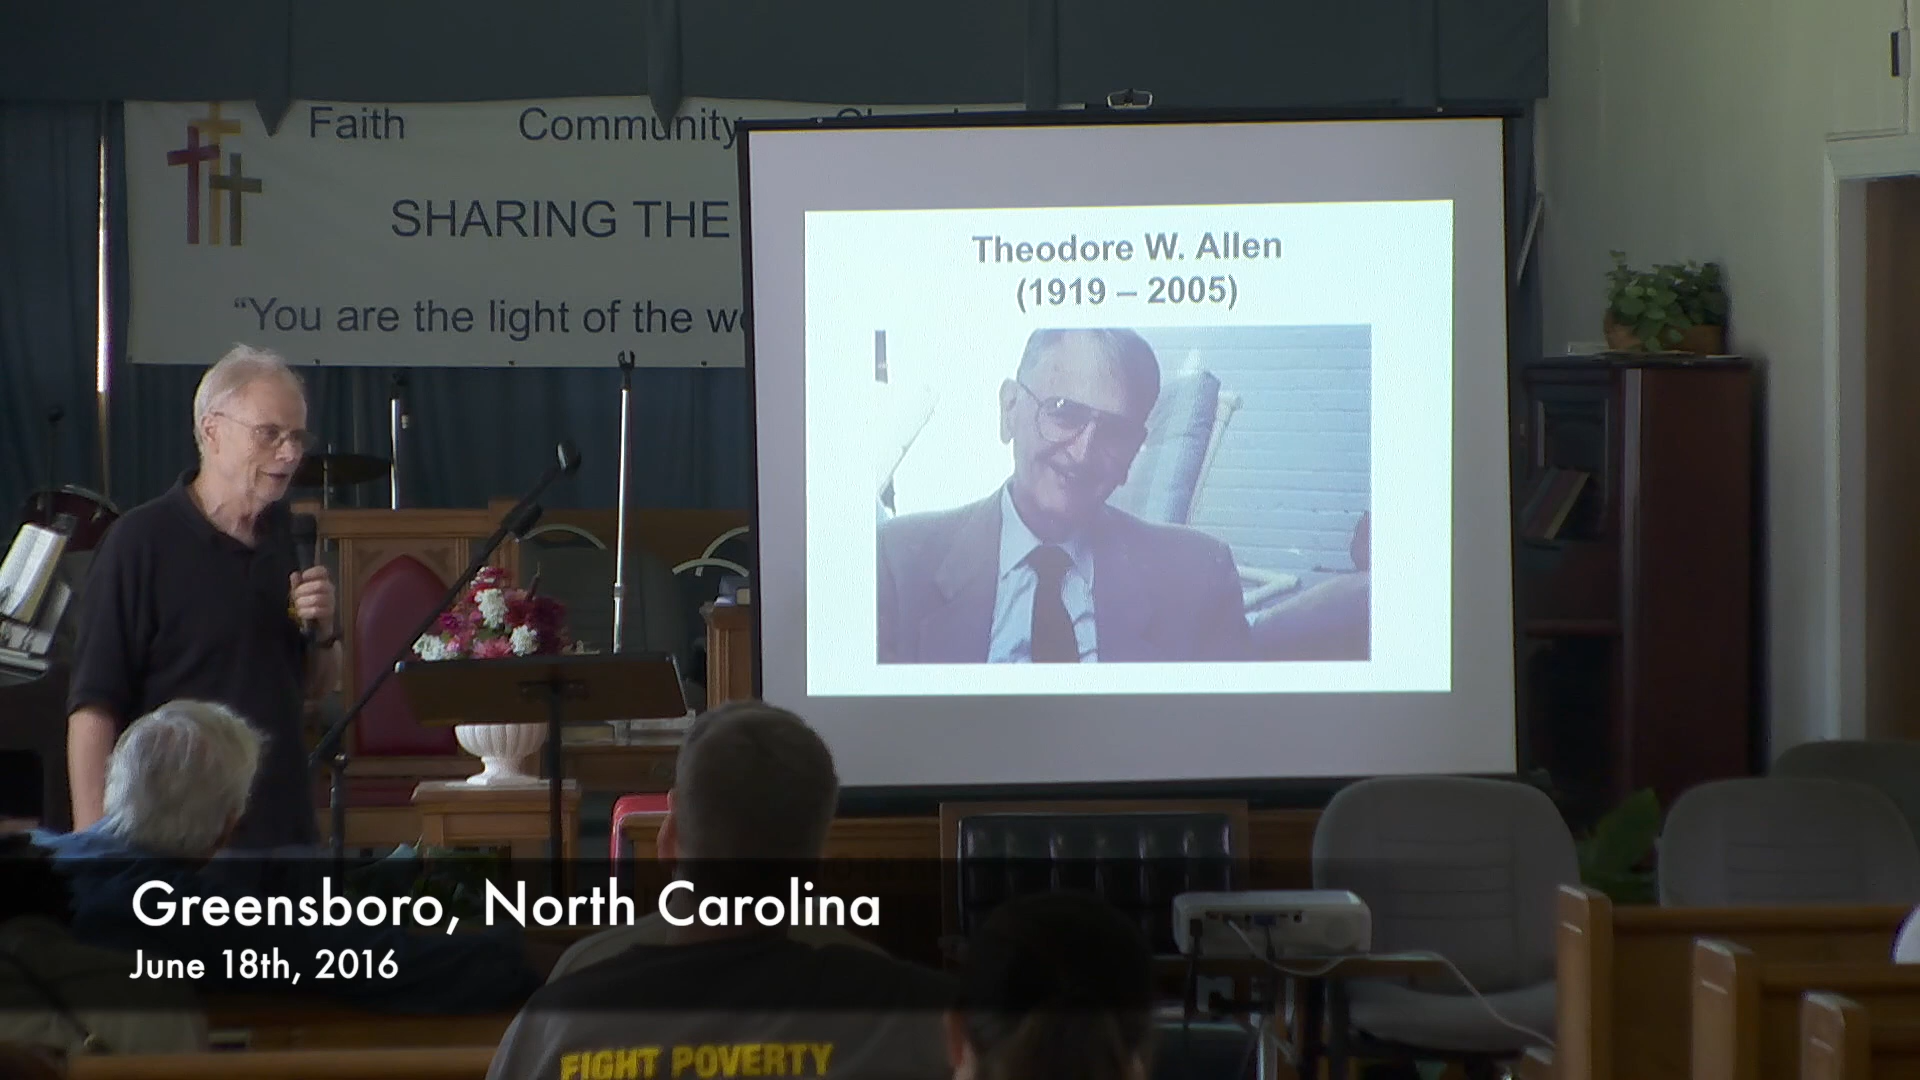 Faith Community
SHARING THE
“You are the light of the
Theodore W. Allen
(1919 – 2005)
Greensboro, North Carolina
June 18th, 2016
FIGHT POVERTY